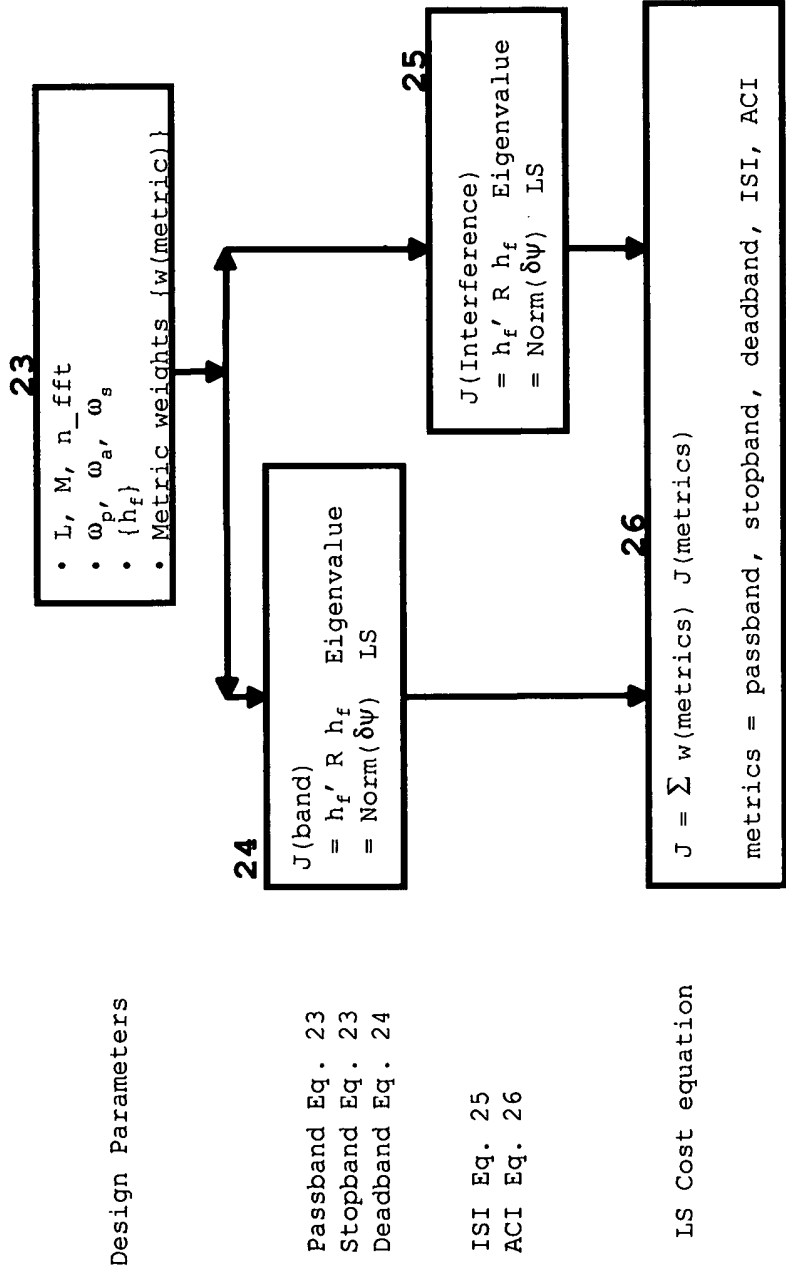 Design Parameters
23
• L, M, n_fft
• ωp, ωa, ωs
• {hf}
• Metric weights {w(metric)}
Passband Eq. 23
Stopband Eq. 23
Deadband Eq. 24
24
J(band)
= hf′ R hf Eigenvalue
= Norm(δψ) LS
ISI Eq. 25
ACI Eq. 26
25
J(Interference)
= hf′ R hf Eigenvalue
= Norm(δψ) LS
LS Cost equation
26
J = Σ w(metrics) J(metrics)
metrics = passband, stopband, deadband, ISI, ACI